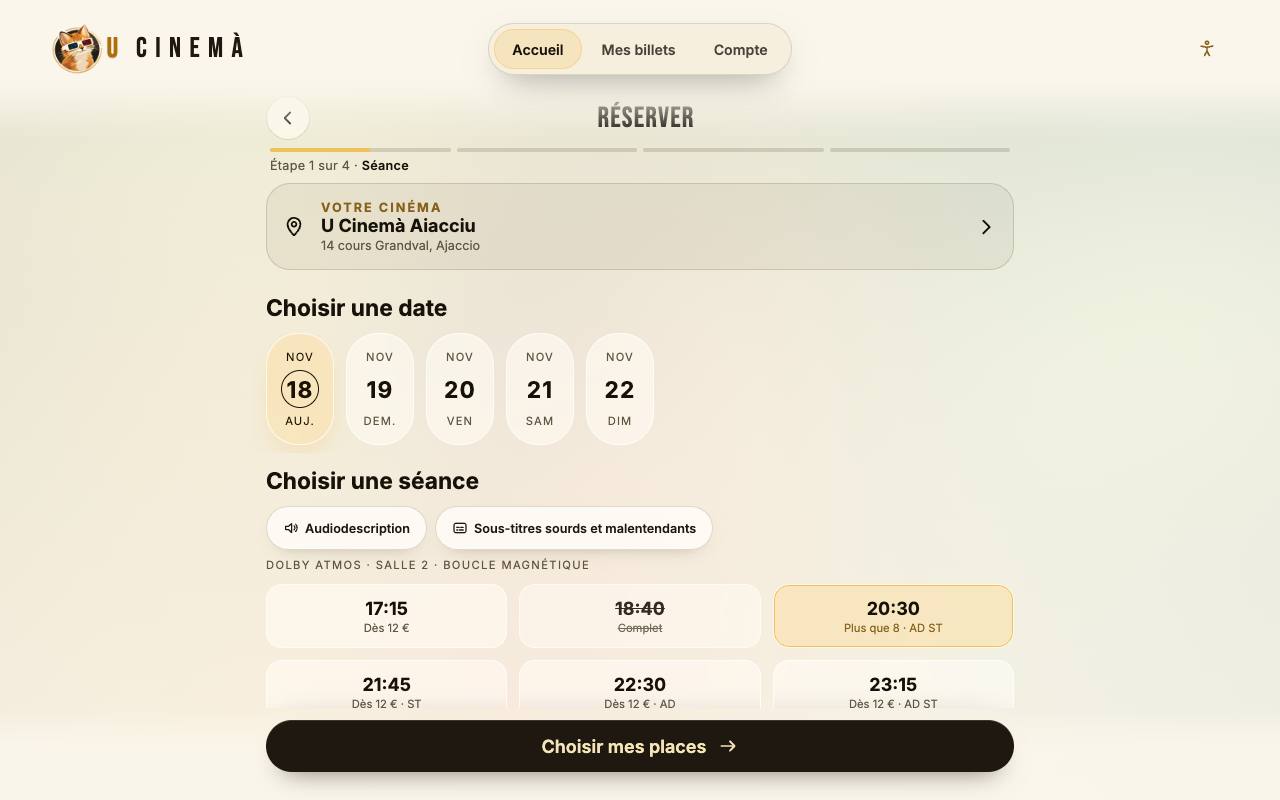 U CINEMÀ
Accueil
Mes billets
Compte
RÉSERVER
Étape 1 sur 4 · Séance
VOTRE CINÉMA
U Cinemà Aiacciu
14 cours Grandval, Ajaccio
Choisir une date
NOV
18
AUJ.
NOV
19
DEM.
NOV
20
VEN
NOV
21
SAM
NOV
22
DIM
Choisir une séance
Audiodescription
Sous-titres sourds et malentendants
DOLBY ATMOS · SALLE 2 · BOUCLE MAGNÉTIQUE
17:15
Dès 12 €
18:40
Complet
20:30
Plus que 8 · AD ST
21:45
Dès 12 € · ST
22:30
Dès 12 € · AD
23:15
Dès 12 € · AD ST
Choisir mes places